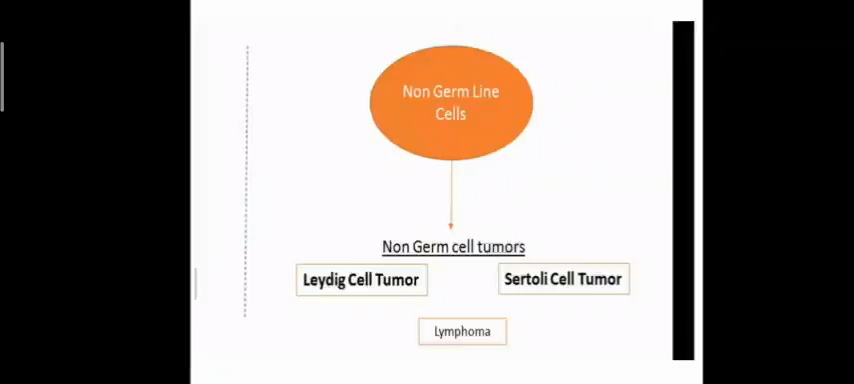 Non Germ Line
Cells
Non Germ cell tumors
Leydig Cell Tumor
Sertoli Cell Tumor
Lymphoma